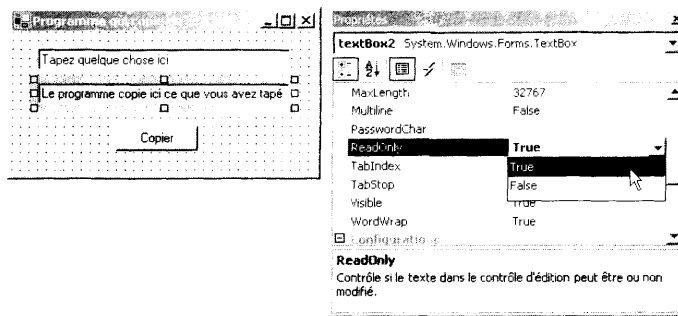 Programme
Tapez quelque chose ici
Le programme copie ici ce que vous avez tapé
Copier
Propriétés
textBox2 System.Windows.Forms.TextBox
MaxLength 32767
Multiline False
PasswordChar
ReadOnly True
TabIndex True
TabStop False
Visible True
WordWrap True
Configurations
ReadOnly
Contrôle si le texte dans le contrôle d'édition peut être ou non
modifié.